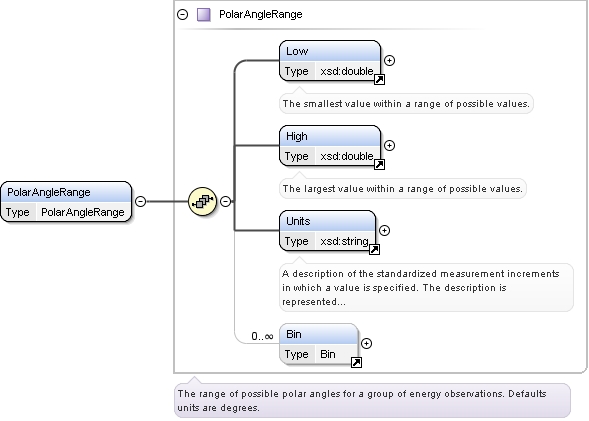 PolarAngleRange
Low
Type xsd:double
The smallest value within a range of possible values.
High
Type xsd:double
The largest value within a range of possible values.
PolarAngleRange
Type PolarAngleRange
Units
Type xsd:string
A description of the standardized measurement increments
in which a value is specified. The description is
represented...
0..∞
Bin
Type Bin
The range of possible polar angles for a group of energy observations. Defaults
units are degrees.